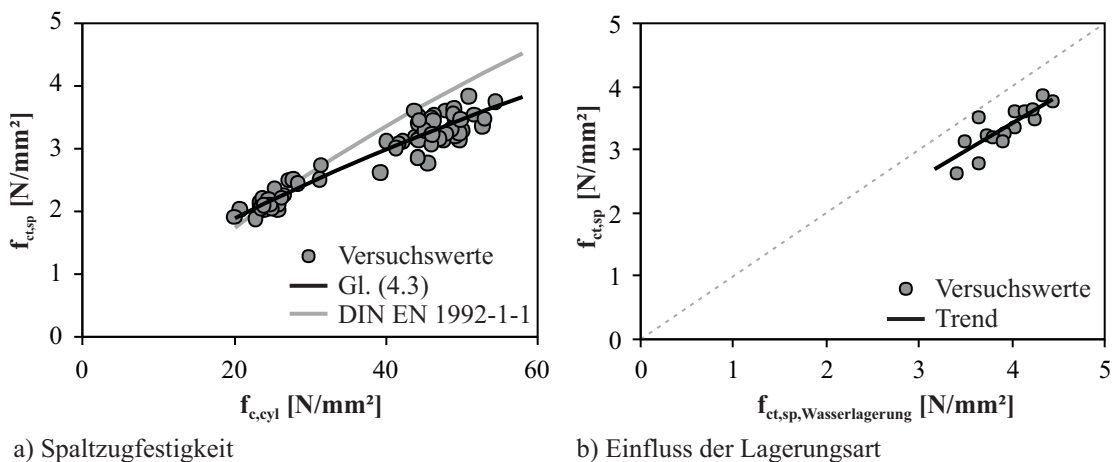 5
4
3
2
1
0
f_ct,sp [N/mm²]
Versuchswerte
Gl. (4.3)
DIN EN 1992-1-1
0 20 40 60
f_c,cyl [N/mm²]
a) Spaltzugfestigkeit
5
4
3
2
1
0
f_ct,sp [N/mm²]
Versuchswerte
Trend
0 1 2 3 4 5
f_ct,sp,Wasserlagerung [N/mm²]
b) Einfluss der Lagerungsart